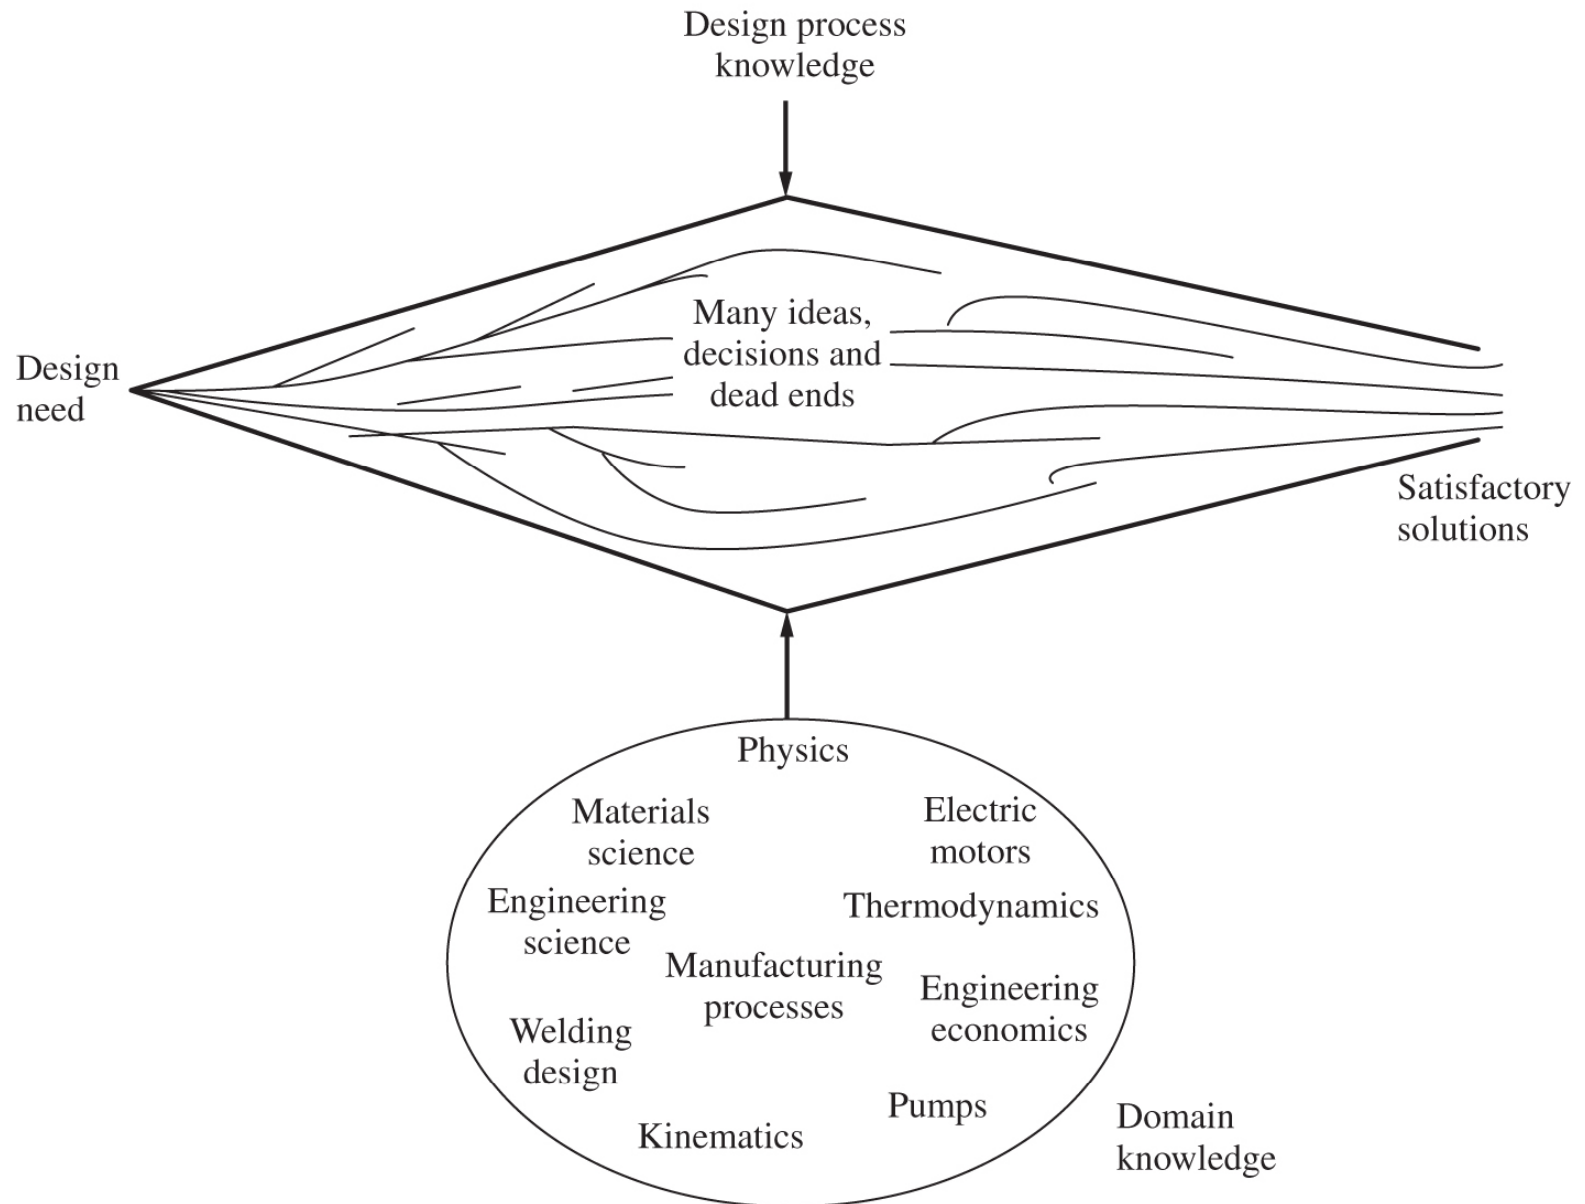 Design process
knowledge
Many ideas,
decisions and
dead ends
Design
need
Satisfactory
solutions
Physics
Materials
science
Electric
motors
Engineering
science
Thermodynamics
Manufacturing
processes
Engineering
economics
Welding
design
Pumps
Kinematics
Domain
knowledge